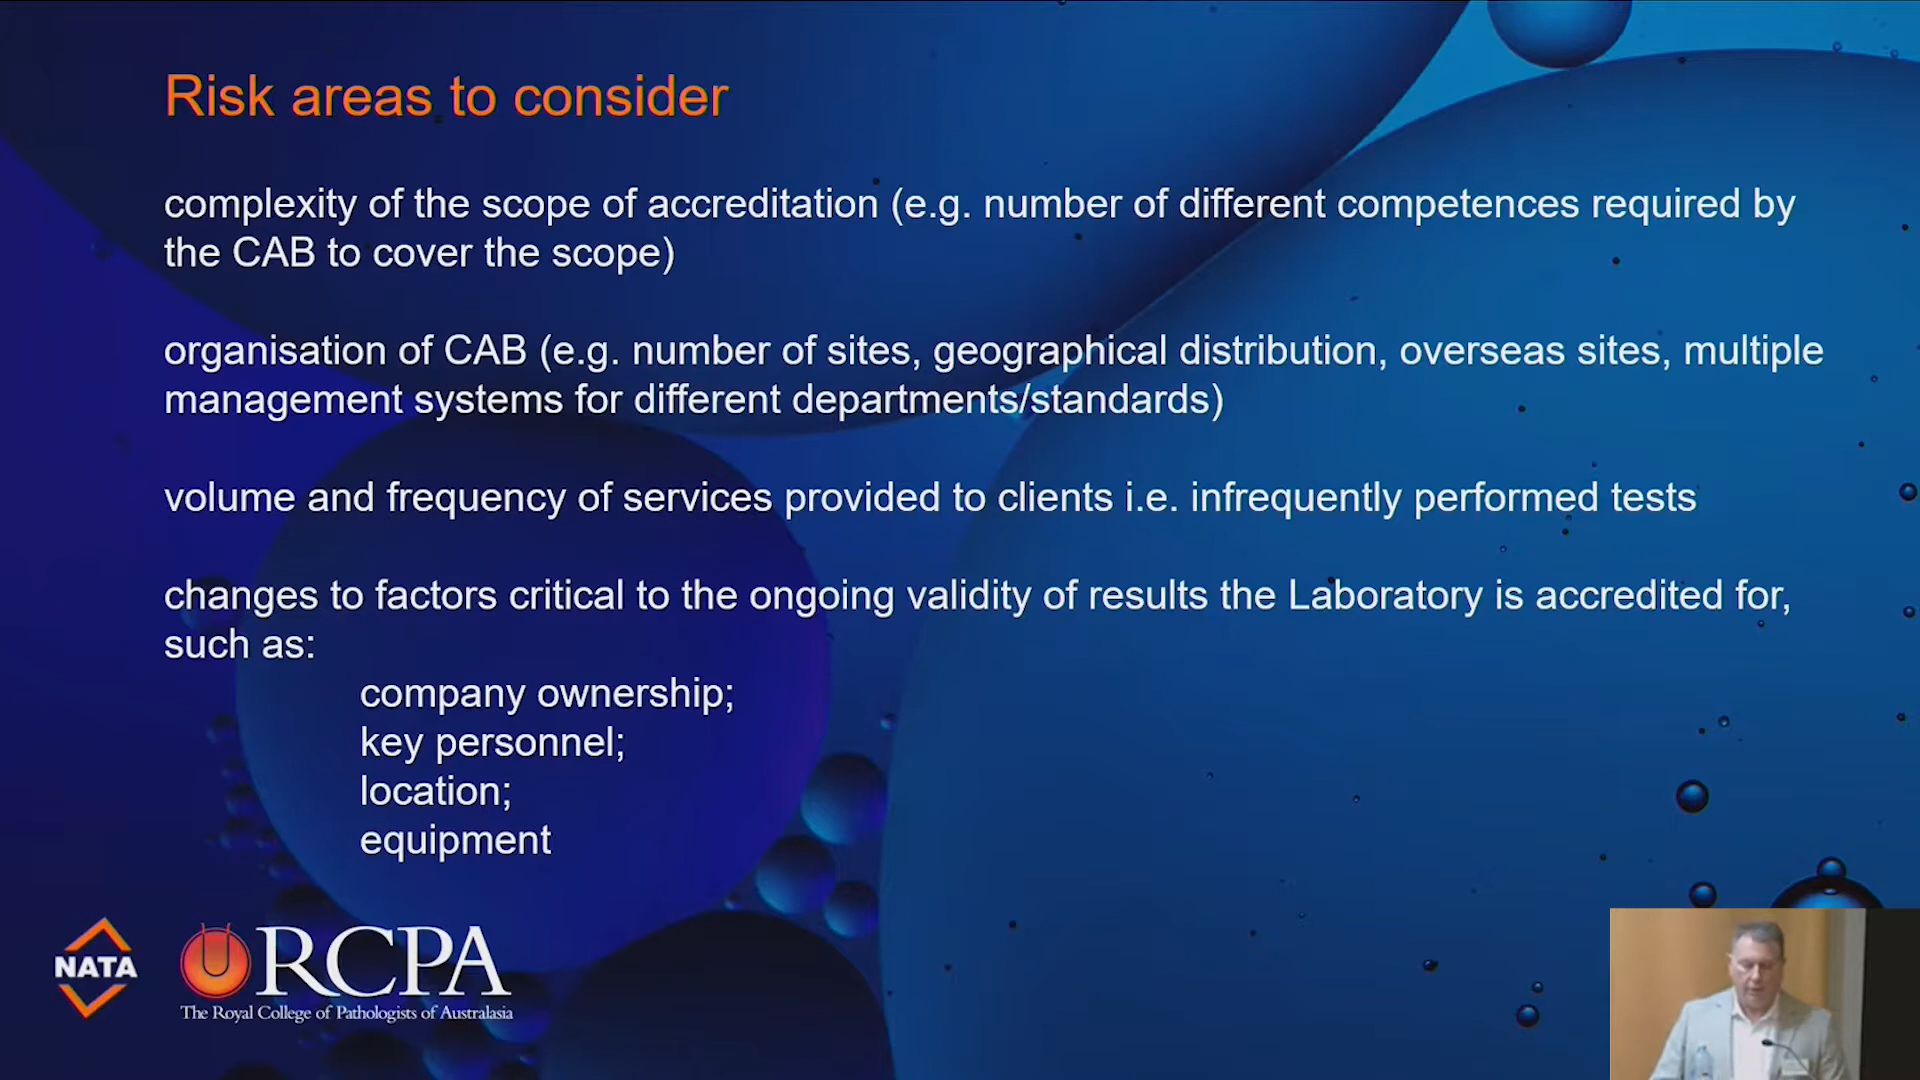 Risk areas to consider
complexity of the scope of accreditation (e.g. number of different competences required by
the CAB to cover the scope)
organisation of CAB (e.g. number of sites, geographical distribution, overseas sites, multiple
management systems for different departments/standards)
volume and frequency of services provided to clients i.e. infrequently performed tests
changes to factors critical to the ongoing validity of results the Laboratory is accredited for,
such as:
company ownership;
key personnel;
location;
equipment
NATA
RCPA
The Royal College of Pathologists of Australasia